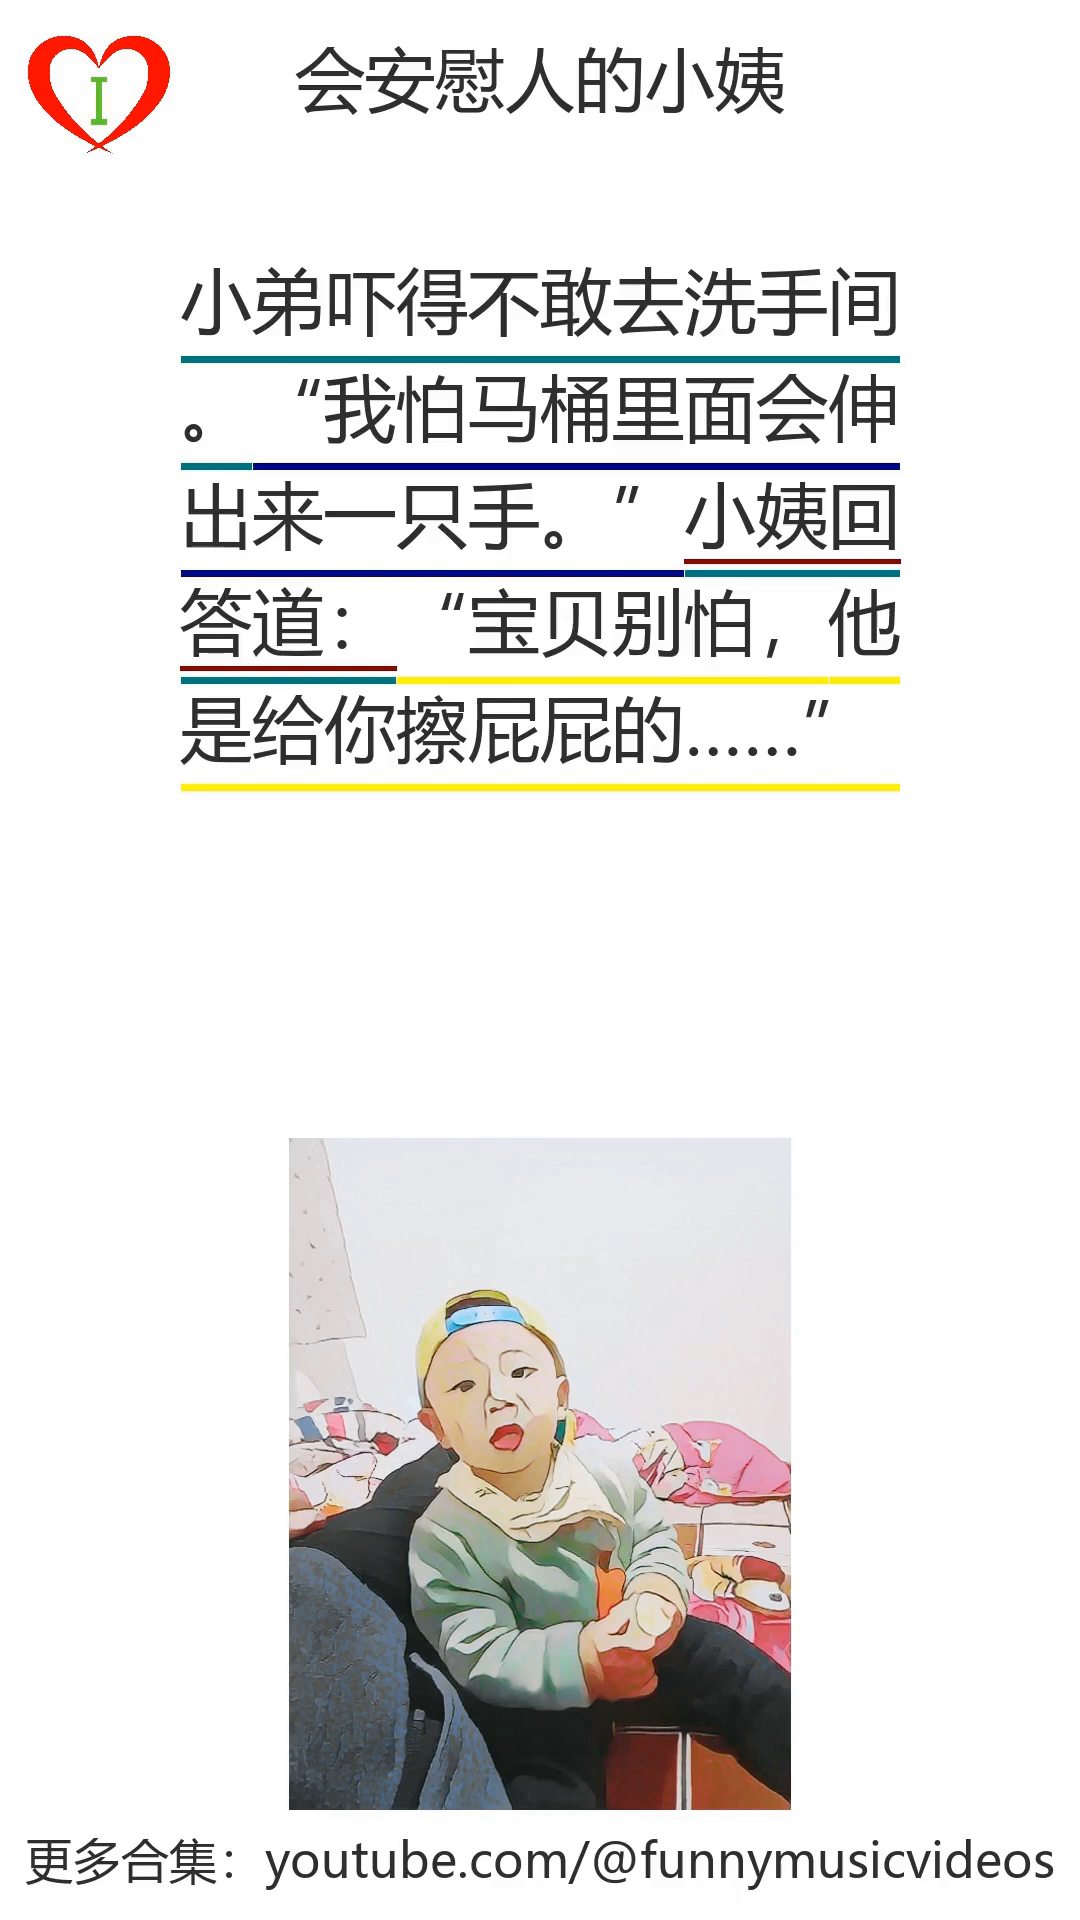 I
会安慰人的小姨
小弟吓得不敢去洗手间
。“我怕马桶里面会伸
出来一只手。”小姨回
答道：“宝贝别怕，他
是给你擦屁屁的……”
更多合集：youtube.com/@funnymusicvideos